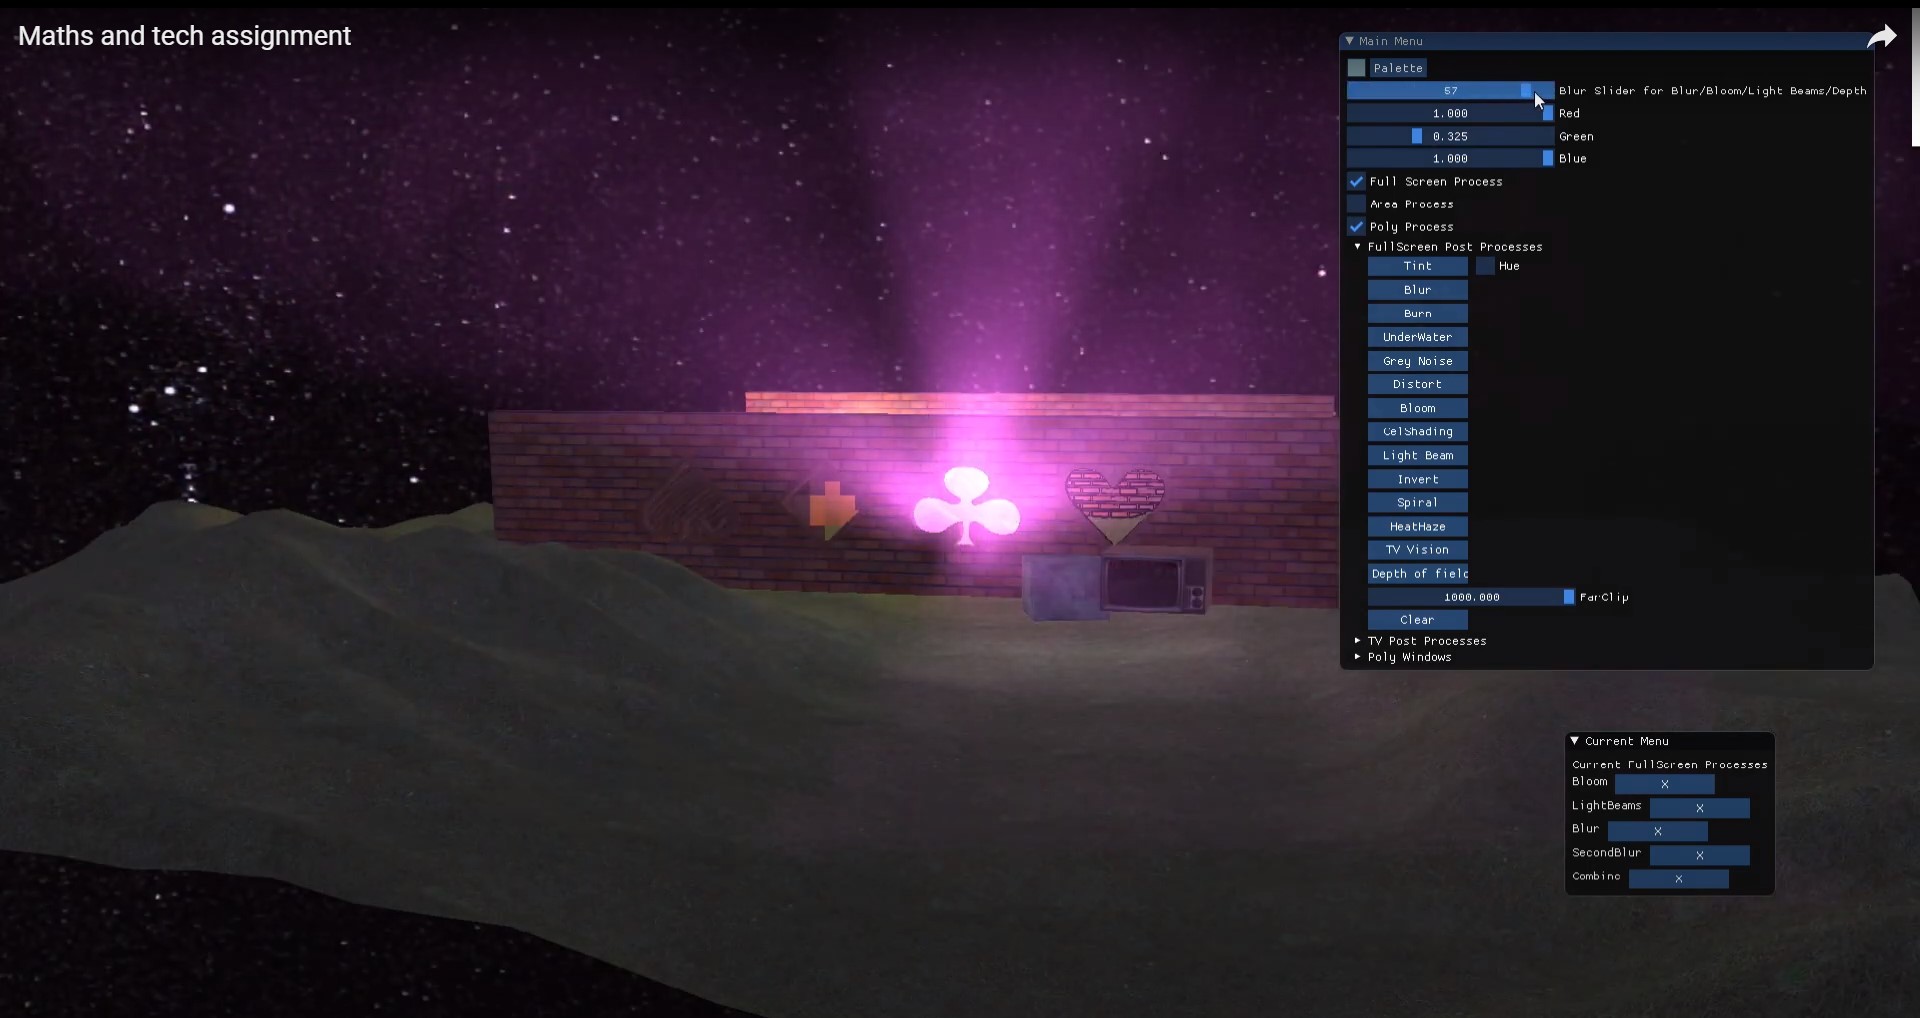 Maths and tech assignment
Main Menu
Palette
57 Blur Slider for Blur/Bloom/Light Beams/Depth
1.000 Red
0.325 Green
1.000 Blue
Full Screen Process
Area Process
Poly Process
FullScreen Post Processes
Tint Hue
Blur
Burn
UnderWater
Grey Noise
Distort
Bloom
CelShading
Light Beam
Invert
Spiral
HeatHaze
TV Vision
Depth of field
1000.000 FarClip
Clear
TV Post Processes
Poly Windows
Current Menu
Current FullScreen Processes
Bloom X
LightBeams X
Blur X
SecondBlur X
Combine X